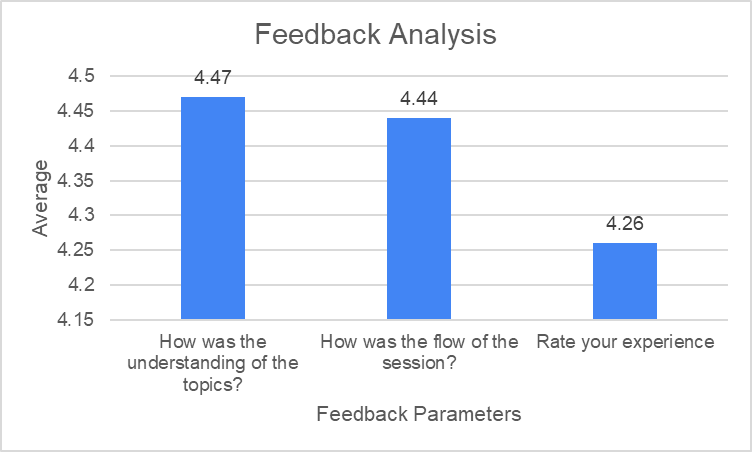 Feedback Analysis
4.5
4.45
4.4
4.35
4.3
4.25
4.2
4.15
Average
4.47
4.44
4.26
How was the
understanding of the
topics?
How was the flow of the
session?
Rate your experience
Feedback Parameters